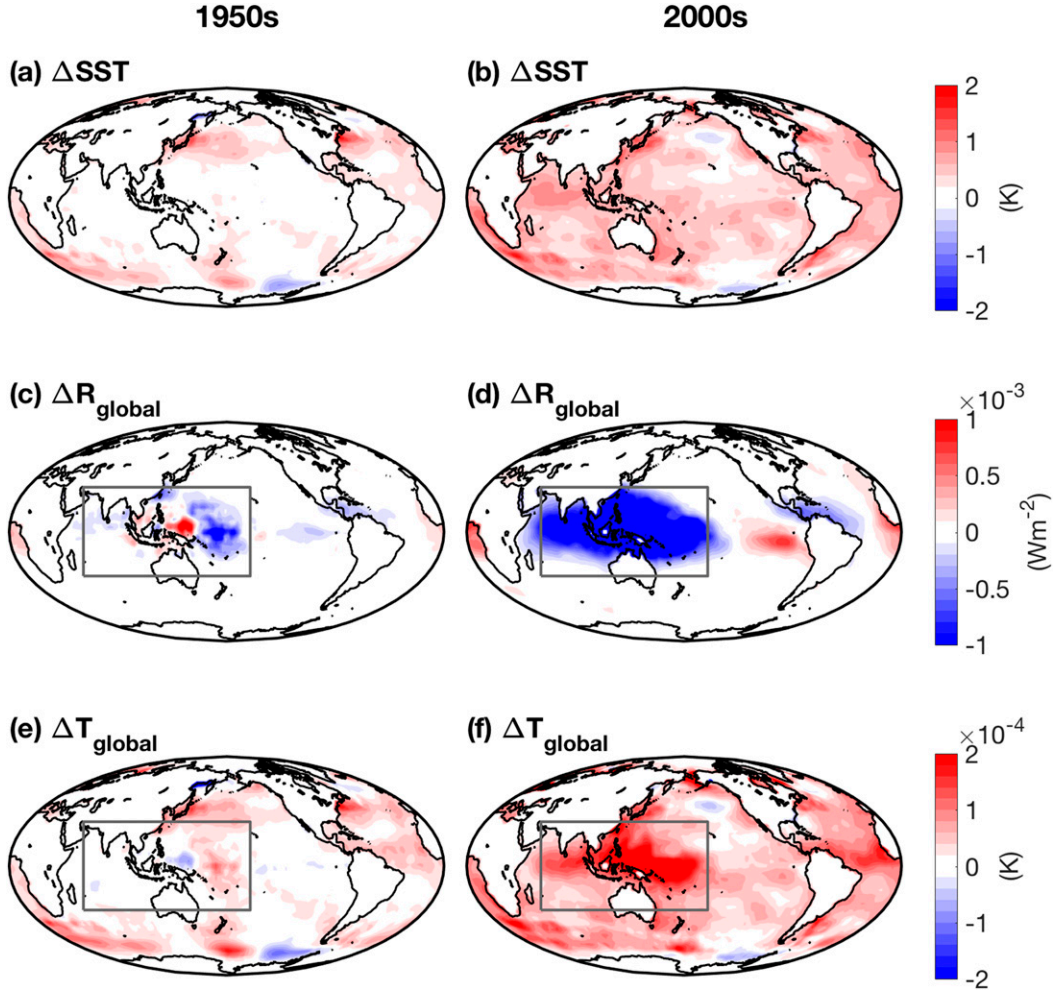 1950s
2000s
(a) ΔSST
(b) ΔSST
2
1
0
-1
-2
(K)
(c) ΔR_global
(d) ΔR_global
×10⁻³
1
0.5
0
-0.5
-1
(Wm⁻²)
(e) ΔT_global
(f) ΔT_global
×10⁻⁴
2
1
0
-1
-2
(K)